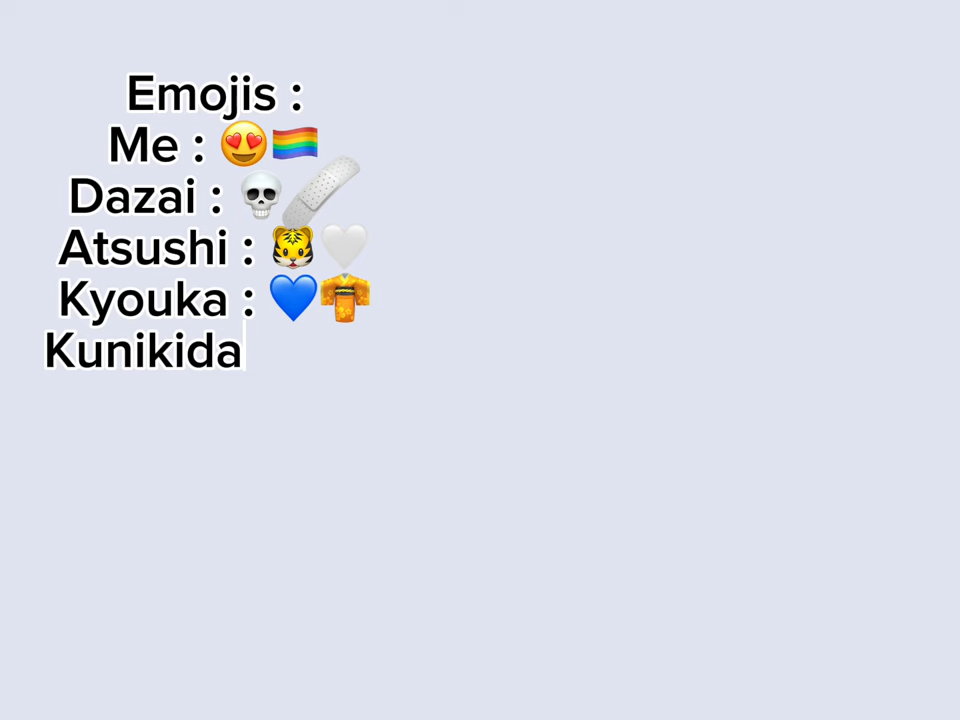 Emojis :
Me : 😍🏳️‍🌈
Dazai : 💀🩹
Atsushi : 🐯🤍
Kyouka : 💙👘
Kunikida